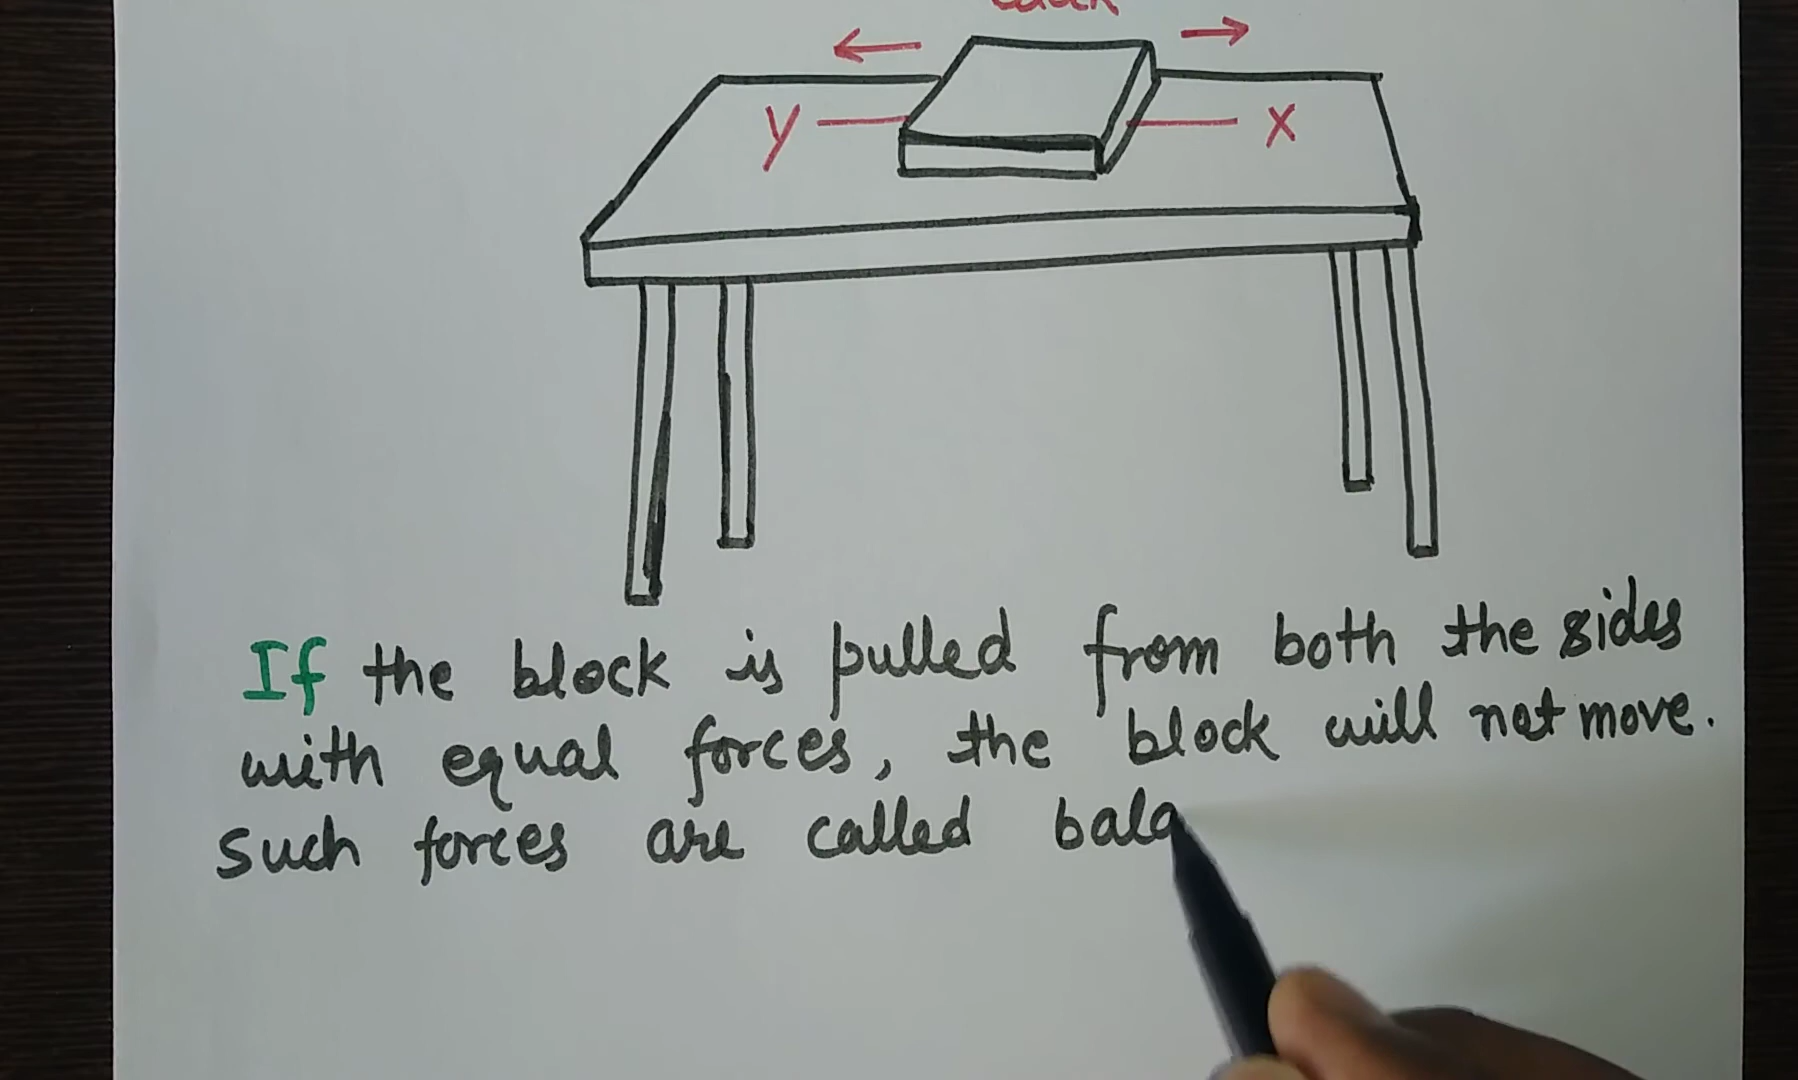 y x
If the block is pulled from both the sides
with equal forces, the block will not move.
such forces are called bala